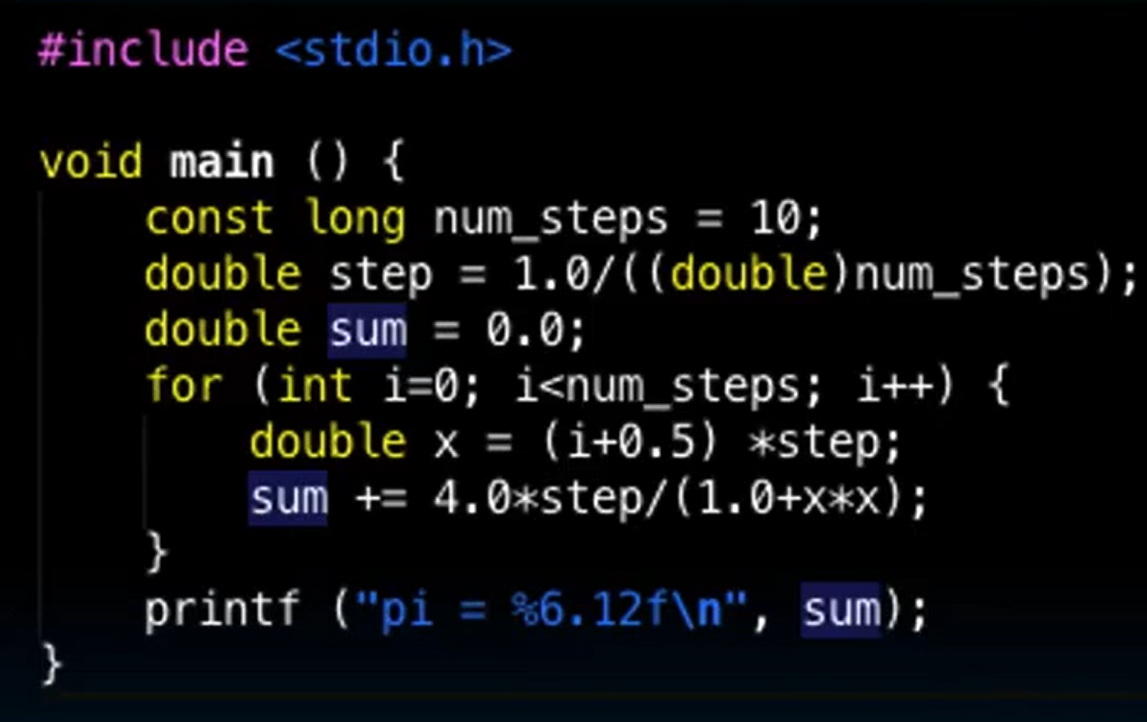 #include <stdio.h>
void main () {
const long num_steps = 10;
double step = 1.0/((double)num_steps);
double sum = 0.0;
for (int i=0; i<num_steps; i++) {
double x = (i+0.5) *step;
sum += 4.0*step/(1.0+x*x);
}
printf ("pi = %6.12f\n", sum);
}